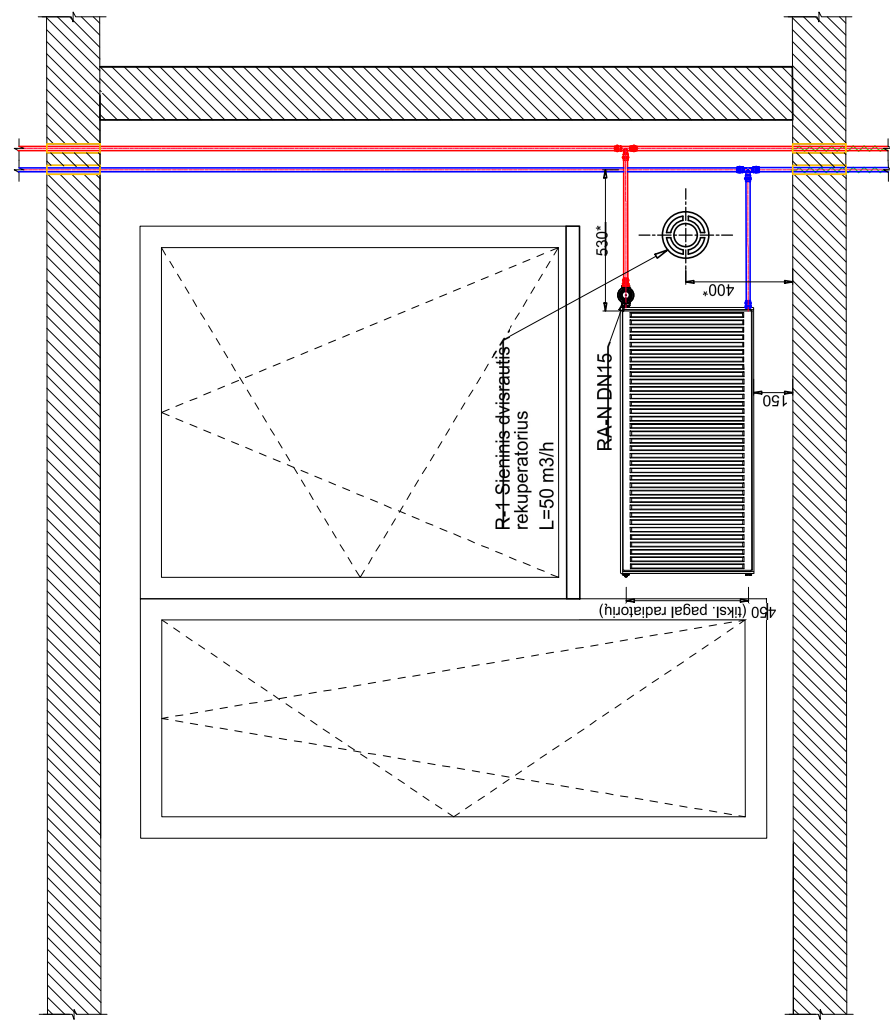 530*
400*
R-1 Sieninis dvisrautis
rekuperatorius
L=50 m3/h
RA-N DN15
150
450 (tiksl. pagal radiatorių)